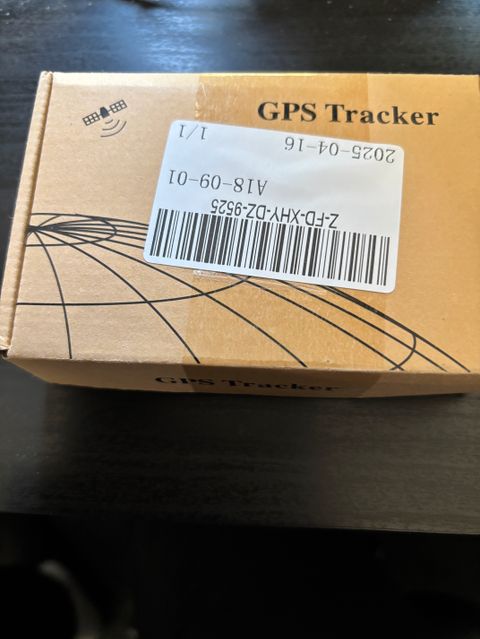 GPS Tracker
2025-04-16 1/1
A18-09-01
Z-FD-XHY-DZ-9525
GPS Tracker